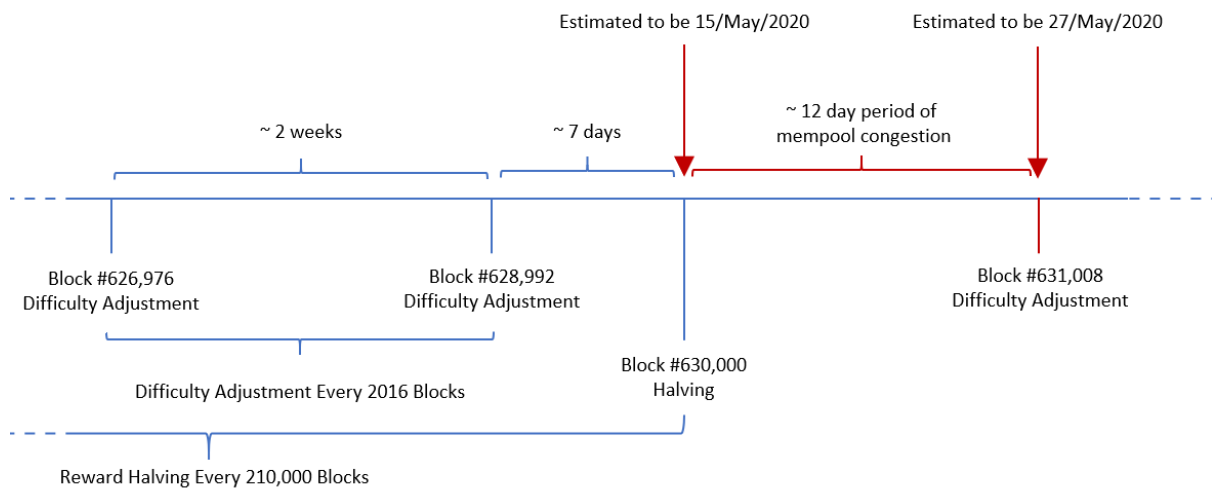 Estimated to be 15/May/2020
Estimated to be 27/May/2020
~ 2 weeks
~ 7 days
~ 12 day period of
mempool congestion
Block #626,976
Difficulty Adjustment
Block #628,992
Difficulty Adjustment
Block #631,008
Difficulty Adjustment
Block #630,000
Halving
Difficulty Adjustment Every 2016 Blocks
Reward Halving Every 210,000 Blocks